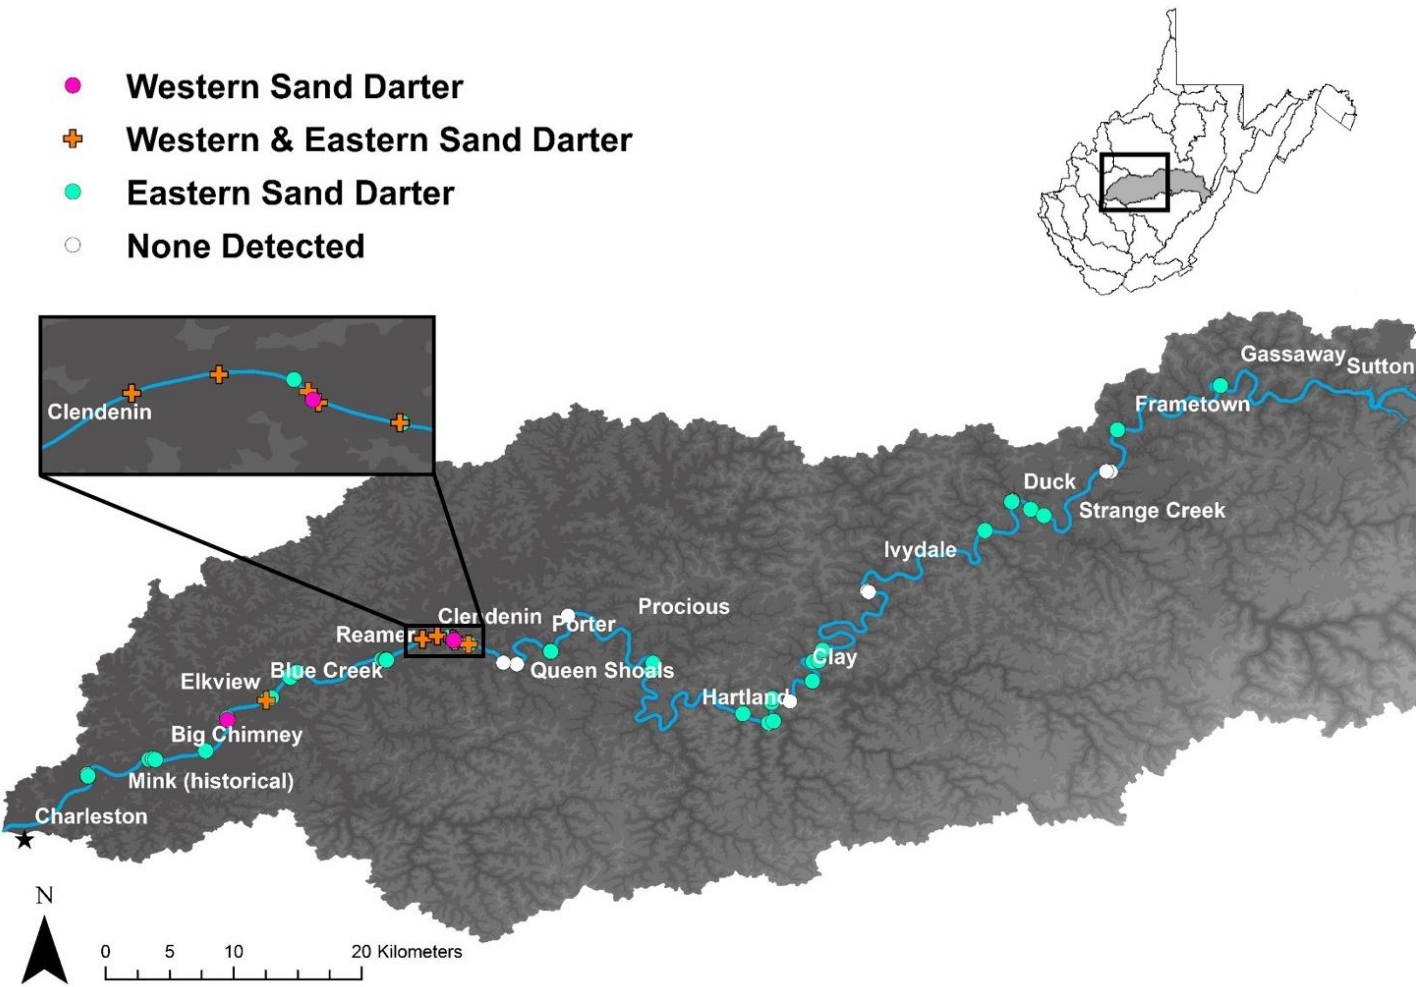 Western Sand Darter
Western & Eastern Sand Darter
Eastern Sand Darter
None Detected
Clendenin
Gassaway
Sutton
Frametown
Duck
Strange Creek
Ivydale
Procious
Clendenin
Porter
Reamer
Clay
Queen Shoals
Blue Creek
Elkview
Hartland
Big Chimney
Mink (historical)
Charleston
N
0 5 10 20 Kilometers